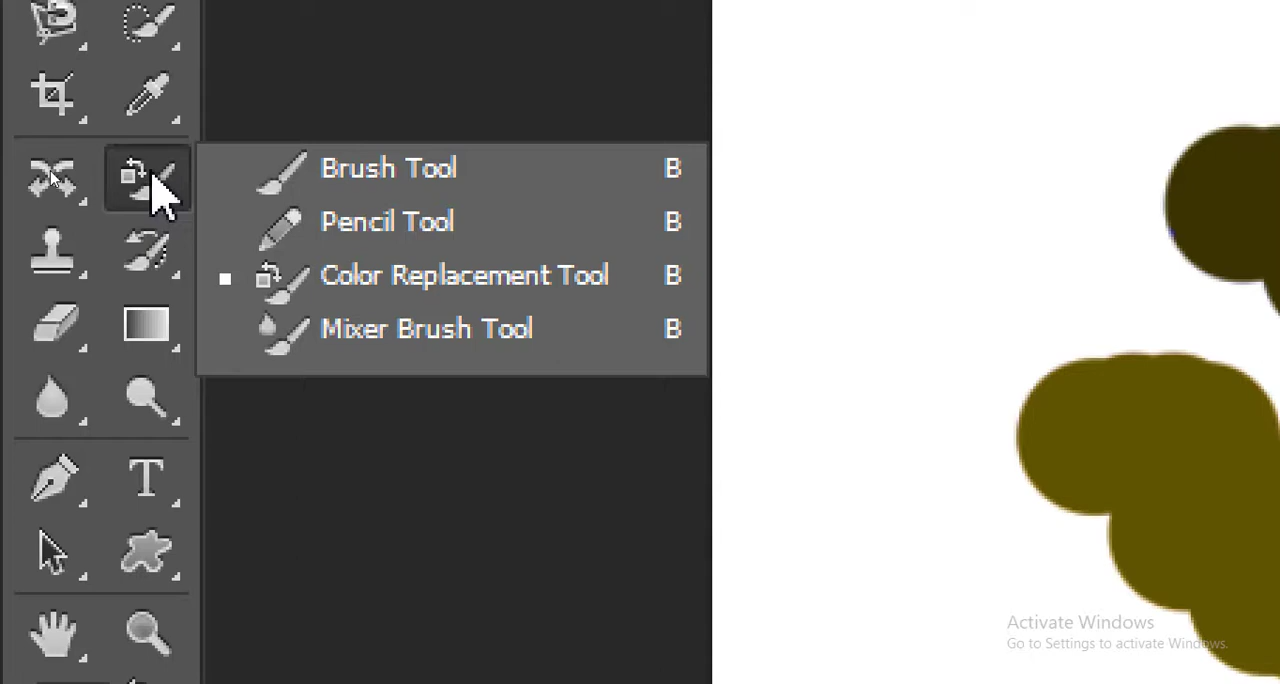 Brush Tool B
Pencil Tool B
Color Replacement Tool B
Mixer Brush Tool B
Activate Windows
Go to Settings to activate Windows.